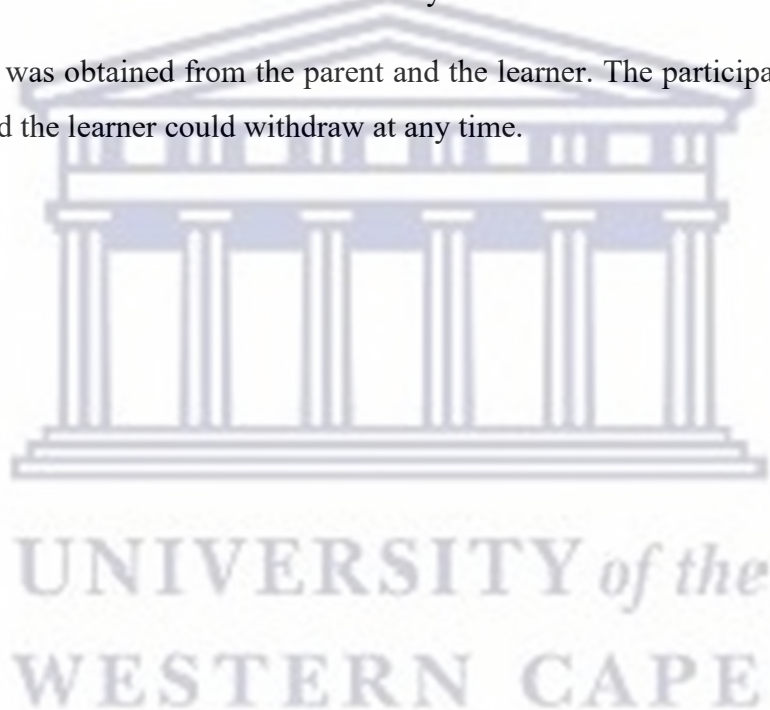 was obtained from the parent and the learner. The
the learner could withdraw at any time.
UNIVERSITY of the
WESTERN CAPE